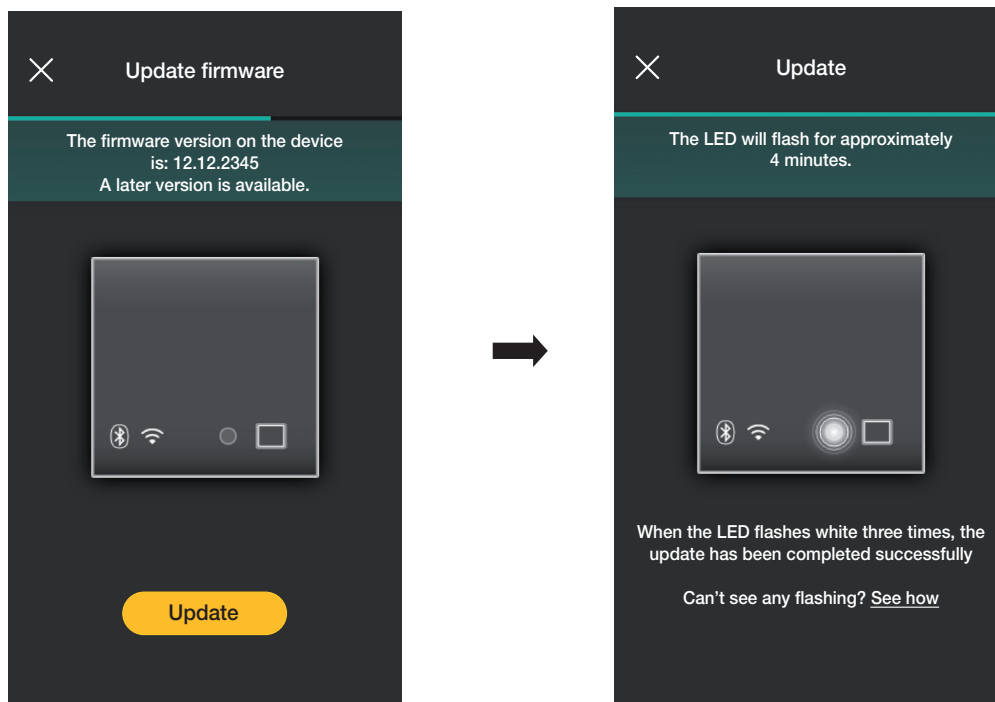 Update firmware
The firmware version on the device
is: 12.12.2345
A later version is available.
Update
Update
The LED will flash for approximately
4 minutes.
When the LED flashes white three times, the
update has been completed successfully
Can't see any flashing? See how